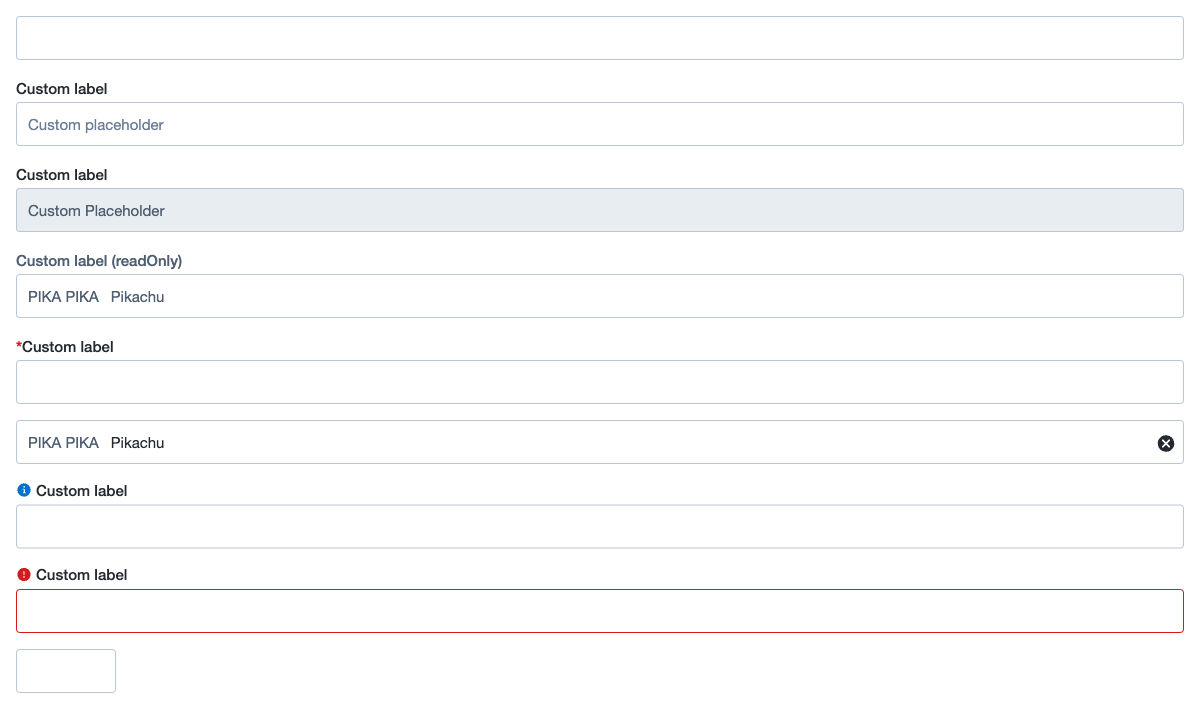 Custom label
Custom placeholder
Custom label
Custom Placeholder
Custom label (readOnly)
PIKA PIKA Pikachu
*Custom label
PIKA PIKA Pikachu
Custom label
Custom label